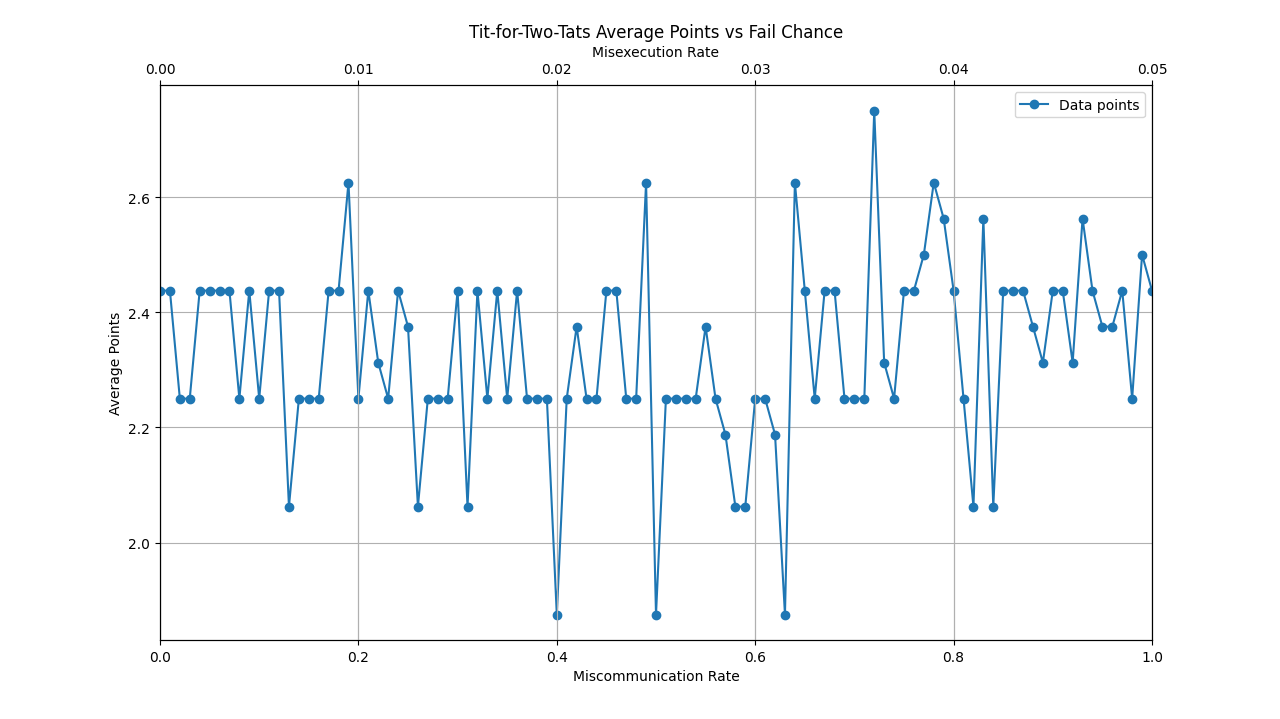 Tit-for-Two-Tats Average Points vs Fail Chance
Misexecution Rate
0.00 0.01 0.02 0.03 0.04 0.05
Data points
2.6
2.4
2.2
2.0
Average Points
0.0 0.2 0.4 0.6 0.8 1.0
Miscommunication Rate